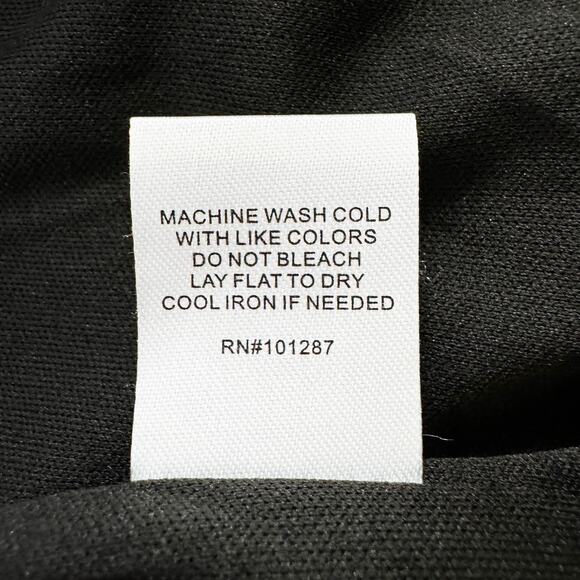 MACHINE WASH COLD
WITH LIKE COLORS
DO NOT BLEACH
LAY FLAT TO DRY
COOL IRON IF NEEDED
RN#101287